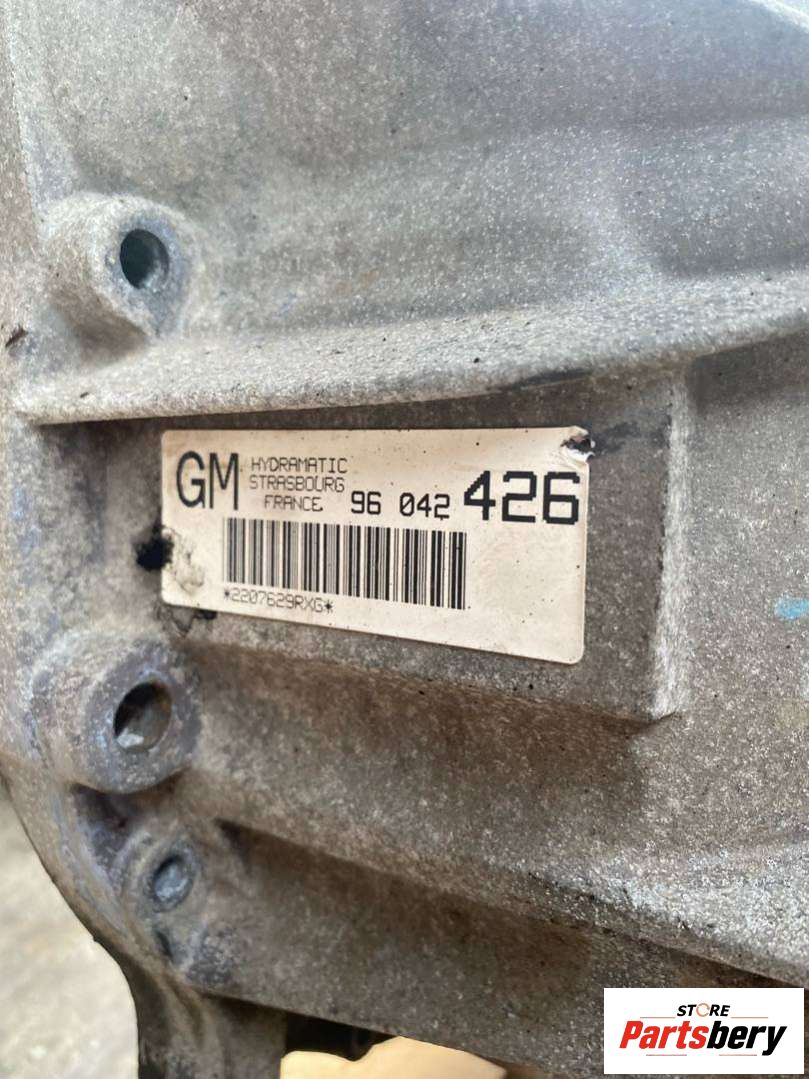 GM HYDRAMATIC
STRASBOURG
FRANCE 96 042 426
*2207629RXG*
STORE
Partsbery